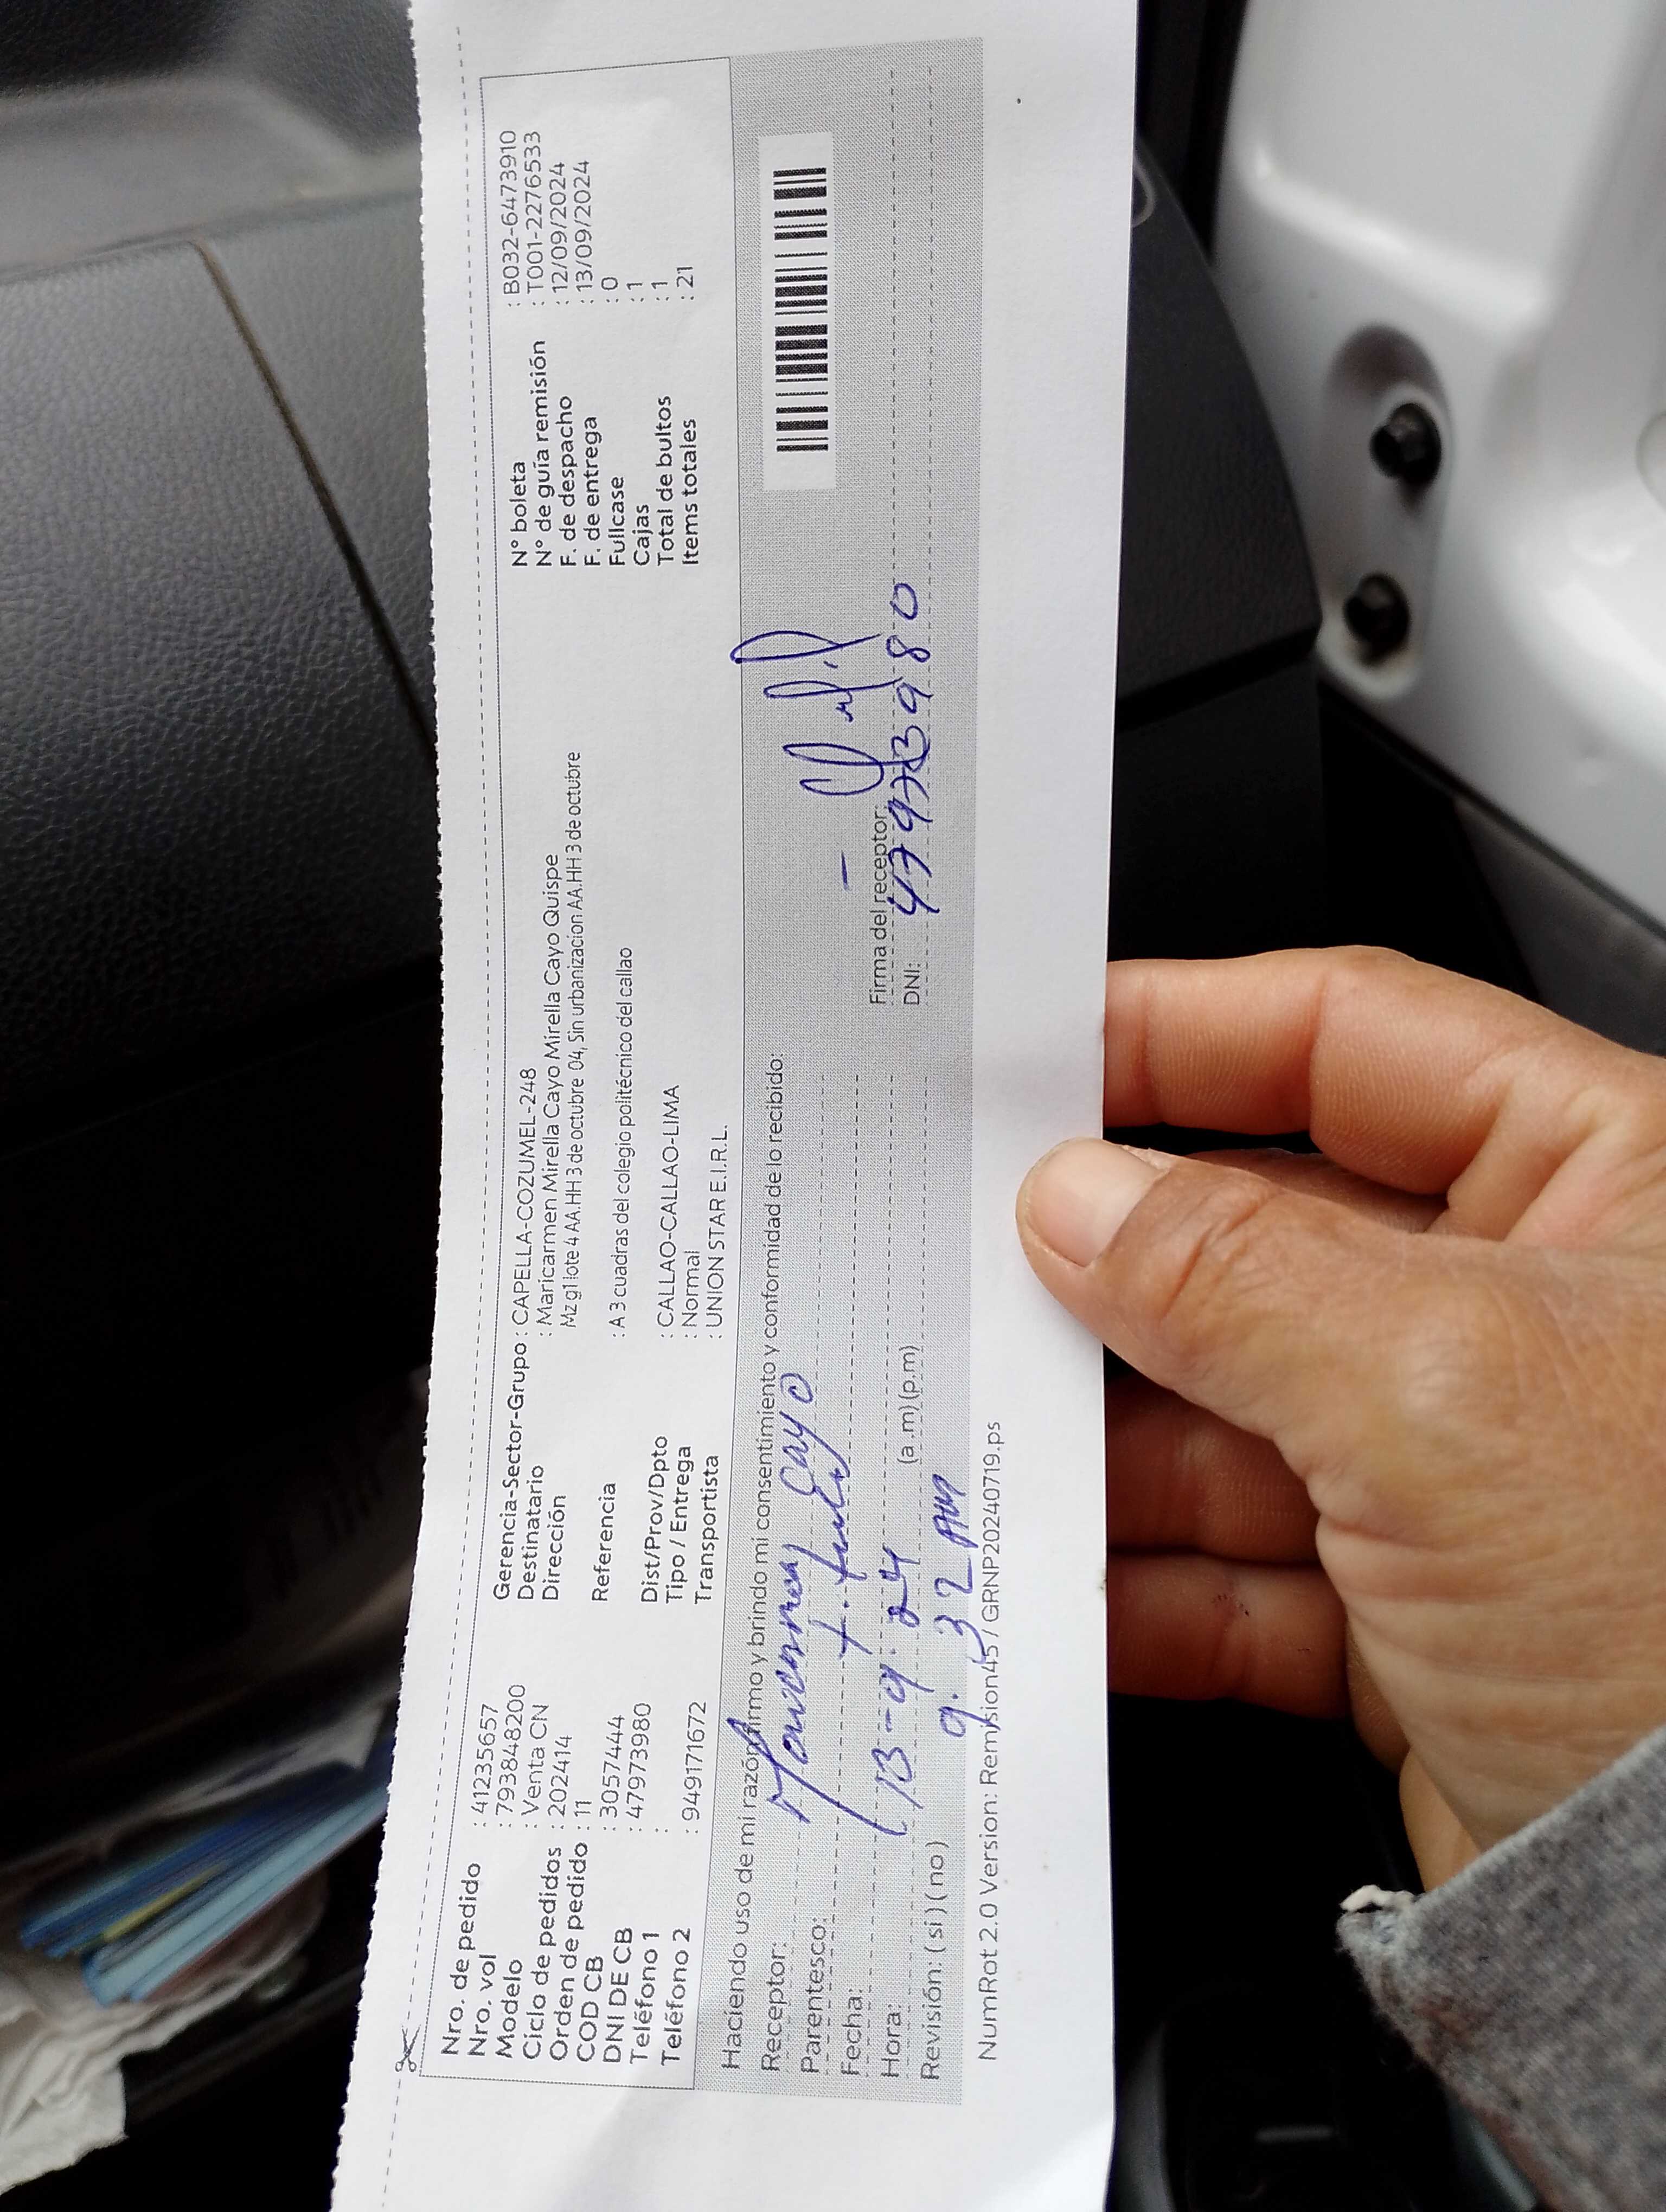 Nro. de pedido : 41235657
Nro. vol : 793848200
Modelo : Venta CN
Ciclo de pedidos : 202414
Orden de pedido : 11
COD CB : 3057444
DNI DE CB : 47973980
Teléfono 1 :
Teléfono 2 : 949171672
Gerencia-Sector-Grupo : CAPELLA-COZUMEL-248
Destinatario : Maricarmen Mirella Cayo Mirella Cayo Quispe
Dirección Mz g1 lote 4 AA.HH 3 de octubre 04, Sin urbanizacion AA.HH 3 de octubre
Referencia : A 3 cuadras del colegio politécnico del callao
Dist/Prov/Dpto : CALLAO-CALLAO-LIMA
Tipo / Entrega : Normal
Transportista : UNION STAR E.I.R.L.
N° boleta : B032-6473910
N° de guía remisión : T001-2276533
F. de despacho : 12/09/2024
F. de entrega : 13/09/2024
Fullcase : 0
Cajas : 1
Total de bultos : 1
Items totales : 21
Haciendo uso de mi razón firmo y brindo mi consentimiento y conformidad de lo recibido:
Receptor: Cayo
Parentesco:
Fecha: 13-9-24
Hora: 9:32 AM (a.m) (p.m)
Revisión: ( si ) ( no )
Firma del receptor:
DNI: 47973980
NumRot 2.0 Version: Remision45 / GRNP20240719.ps